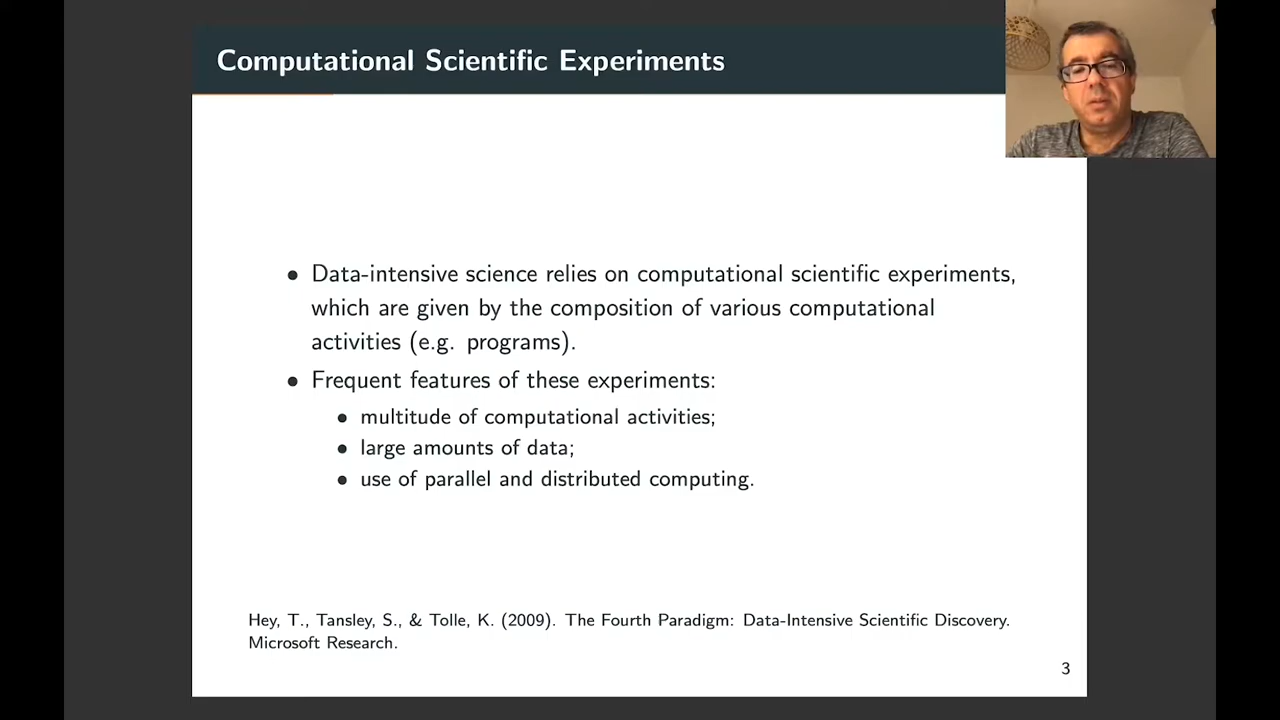 Computational Scientific Experiments
• Data-intensive science relies on computational scientific experiments,
which are given by the composition of various computational
activities (e.g. programs).
• Frequent features of these experiments:
• multitude of computational activities;
• large amounts of data;
• use of parallel and distributed computing.
Hey, T., Tansley, S., & Tolle, K. (2009). The Fourth Paradigm: Data-Intensive Scientific Discovery.
Microsoft Research.
3